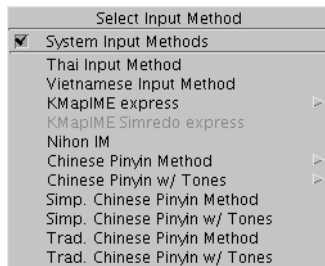 Select Input Method
System Input Methods
Thai Input Method
Vietnamese Input Method
KMapIME express
KMapIME Simredo express
Nihon IM
Chinese Pinyin Method
Chinese Pinyin w/ Tones
Simp. Chinese Pinyin Method
Simp. Chinese Pinyin w/ Tones
Trad. Chinese Pinyin Method
Trad. Chinese Pinyin w/ Tones